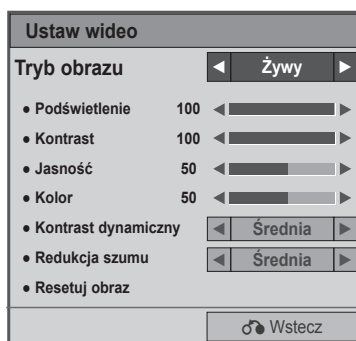 Ustaw wideo
Tryb obrazu ◀ Żywy ▶
● Podświetlenie 100
● Kontrast 100
● Jasność 50
● Kolor 50
● Kontrast dynamiczny ◀ Średnia ▶
● Redukcja szumu ◀ Średnia ▶
● Resetuj obraz
Wstecz